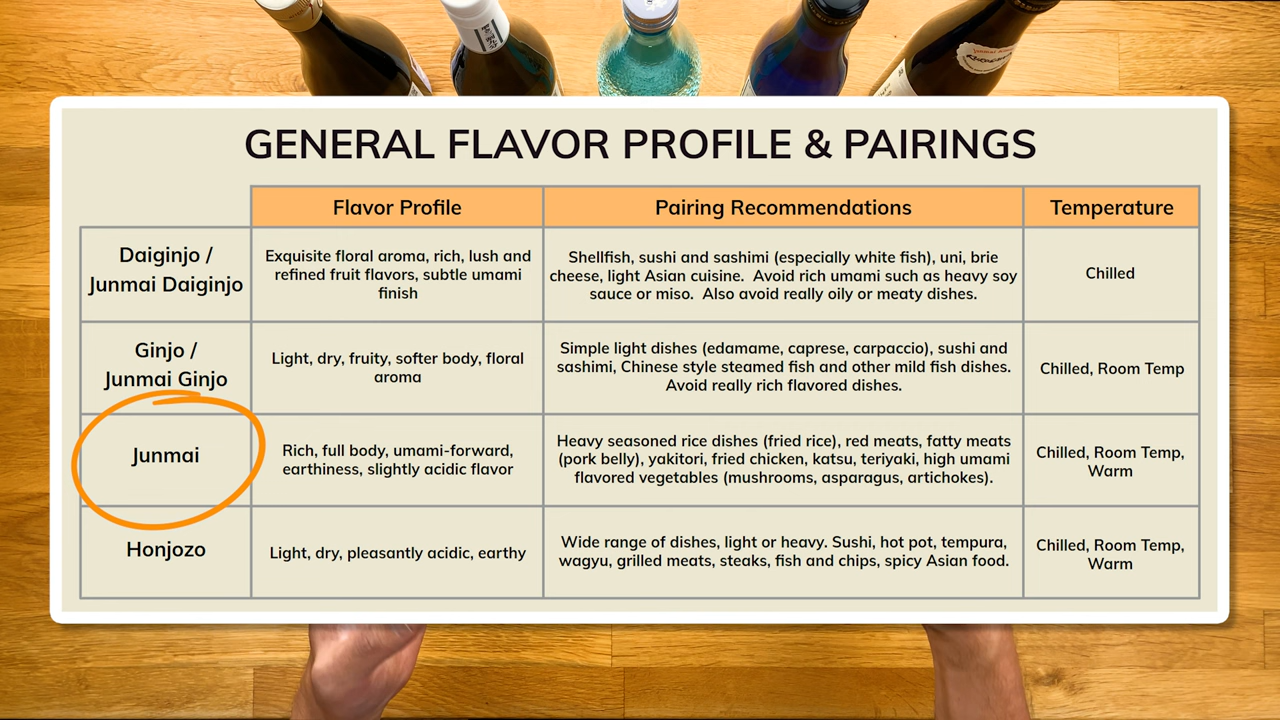 GENERAL FLAVOR PROFILE & PAIRINGS
Flavor Profile
Pairing Recommendations
Temperature
Daiginjo /
Junmai Daiginjo
Exquisite floral aroma, rich, lush and
refined fruit flavors, subtle umami
finish
Shellfish, sushi and sashimi (especially white fish), uni, brie
cheese, light Asian cuisine. Avoid rich umami such as heavy soy
sauce or miso. Also avoid really oily or meaty dishes.
Chilled
Ginjo /
Junmai Ginjo
Light, dry, fruity, softer body, floral
aroma
Simple light dishes (edamame, caprese, carpaccio), sushi and
sashimi, Chinese style steamed fish and other mild fish dishes.
Avoid really rich flavored dishes.
Chilled, Room Temp
Junmai
Rich, full body, umami-forward,
earthiness, slightly acidic flavor
Heavy seasoned rice dishes (fried rice), red meats, fatty meats
(pork belly), yakitori, fried chicken, katsu, teriyaki, high umami
flavored vegetables (mushrooms, asparagus, artichokes).
Chilled, Room Temp,
Warm
Honjozo
Light, dry, pleasantly acidic, earthy
Wide range of dishes, light or heavy. Sushi, hot pot, tempura,
wagyu, grilled meats, steaks, fish and chips, spicy Asian food.
Chilled, Room Temp,
Warm